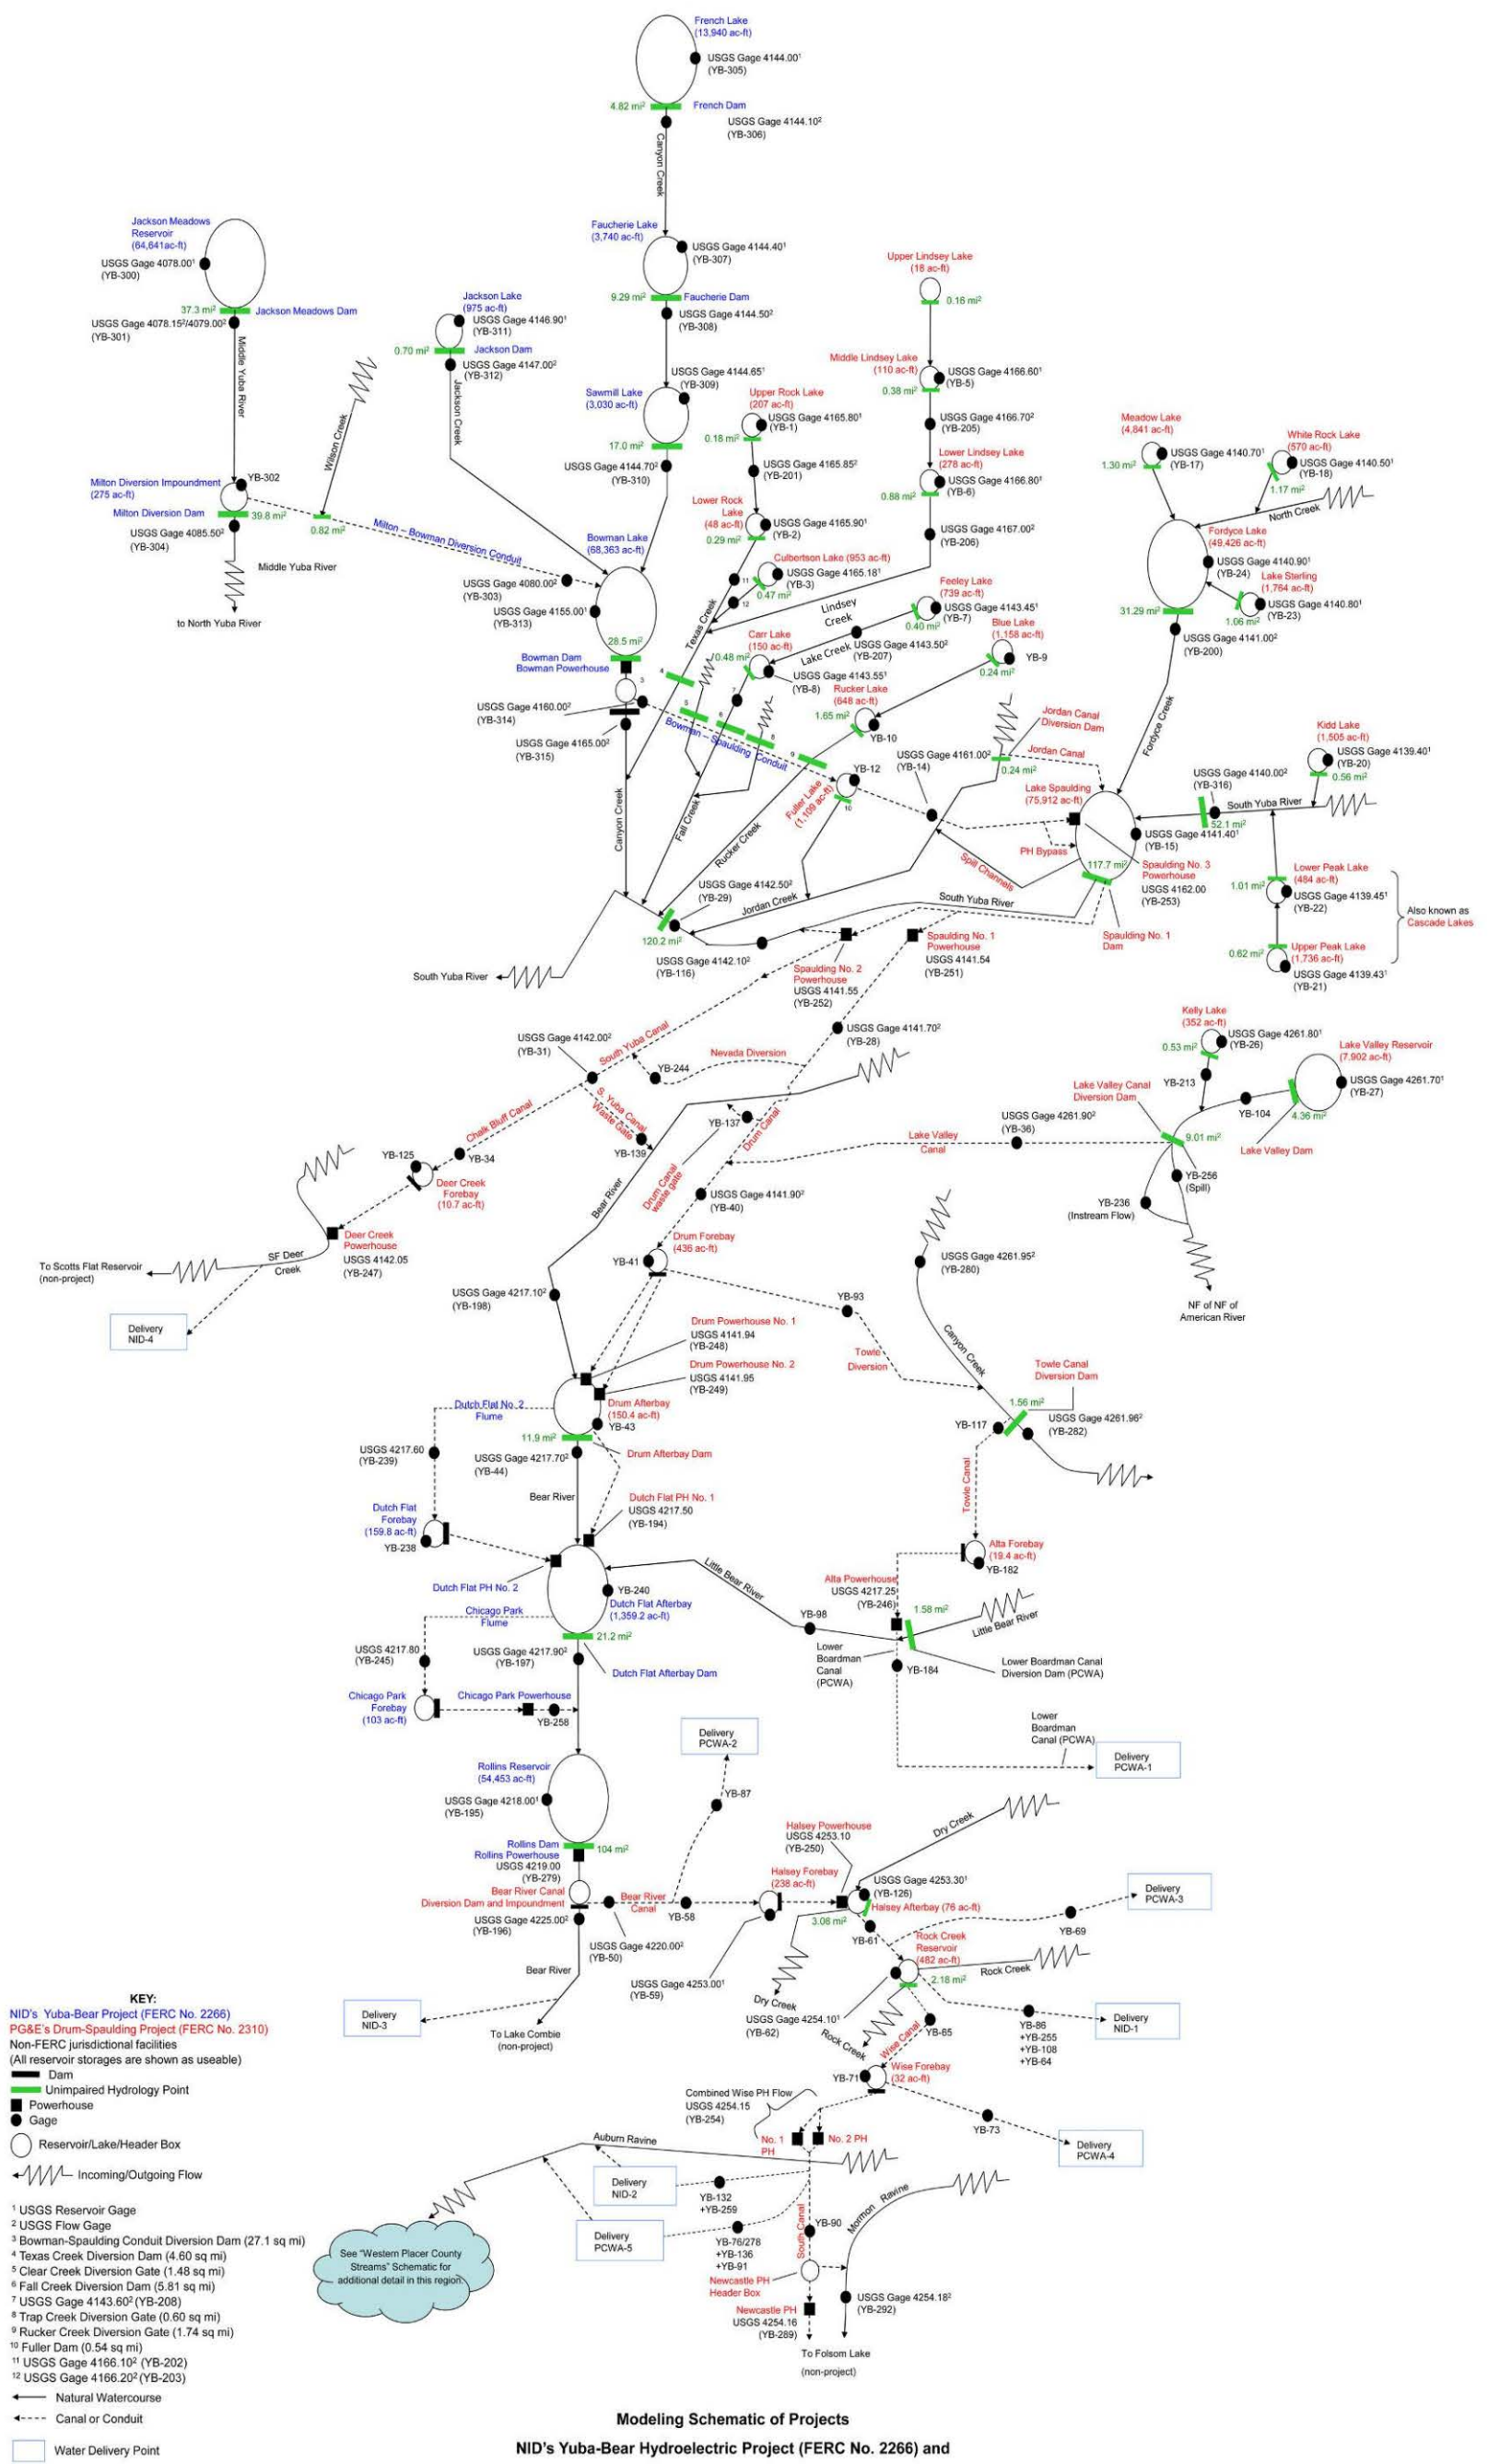 French Lake
(13,940 ac-ft)
USGS Gage 4144.00¹
(YB-305)
4.82 mi²
French Dam
USGS Gage 4144.10²
(YB-306)
Canyon Creek
Jackson Meadows
Reservoir
(64,641ac-ft)
USGS Gage 4078.00¹
(YB-300)
37.3 mi²
Jackson Meadows Dam
USGS Gage 4078.15²/4079.00²
(YB-301)
Middle Yuba River
Faucherie Lake
(3,740 ac-ft)
USGS Gage 4144.40¹
(YB-307)
9.29 mi²
Faucherie Dam
USGS Gage 4144.50²
(YB-308)
Upper Lindsey Lake
(18 ac-ft)
0.16 mi²
Jackson Lake
(975 ac-ft)
USGS Gage 4146.90¹
(YB-311)
0.70 mi²
Jackson Dam
USGS Gage 4147.00²
(YB-312)
Jackson Creek
Wilson Creek
USGS Gage 4144.65¹
(YB-309)
Sawmill Lake
(3,030 ac-ft)
17.0 mi²
USGS Gage 4144.70²
(YB-310)
Upper Rock Lake
(207 ac-ft)
USGS Gage 4165.80¹
(YB-1)
0.18 mi²
USGS Gage 4165.85²
(YB-201)
Middle Lindsey Lake
(110 ac-ft)
USGS Gage 4166.60¹
(YB-5)
0.38 mi²
USGS Gage 4166.70²
(YB-205)
Lower Lindsey Lake
(278 ac-ft)
USGS Gage 4166.80¹
(YB-6)
0.88 mi²
USGS Gage 4167.00²
(YB-206)
Meadow Lake
(4,841 ac-ft)
USGS Gage 4140.70¹
(YB-17)
1.30 mi²
White Rock Lake
(570 ac-ft)
USGS Gage 4140.50¹
(YB-18)
1.17 mi²
North Creek
YB-302
Milton Diversion Impoundment
(275 ac-ft)
Milton Diversion Dam
39.8 mi²
USGS Gage 4085.50²
(YB-304)
Middle Yuba River
to North Yuba River
0.82 mi²
Milton – Bowman Diversion Conduit
Lower Rock
Lake
(48 ac-ft)
USGS Gage 4165.90¹
(YB-2)
0.29 mi²
Bowman Lake
(68,363 ac-ft)
USGS Gage 4080.00²
(YB-303)
USGS Gage 4155.00¹
(YB-313)
28.5 mi²
Bowman Dam
Bowman Powerhouse
Culbertson Lake (953 ac-ft)
USGS Gage 4165.18¹
(YB-3)
0.47 mi²
11
12
Texas Creek
Lindsey
Creek
Feeley Lake
(739 ac-ft)
USGS Gage 4143.45¹
(YB-7)
0.40 mi²
Fordyce Lake
(49,426 ac-ft)
USGS Gage 4140.90¹
(YB-24)
Lake Sterling
(1,764 ac-ft)
USGS Gage 4140.80¹
(YB-23)
1.06 mi²
31.29 mi²
USGS Gage 4141.00²
(YB-200)
Fordyce Creek
Carr Lake
(150 ac-ft)
0.48 mi²
Lake Creek
USGS Gage 4143.50²
(YB-207)
USGS Gage 4143.55¹
(YB-8)
Blue Lake
(1,158 ac-ft)
YB-9
0.24 mi²
Rucker Lake
(648 ac-ft)
1.65 mi²
YB-10
3
4
5
6
7
8
9
USGS Gage 4160.00²
(YB-314)
USGS Gage 4165.00²
(YB-315)
Bowman – Spaulding Conduit
YB-12
Fuller Lake
(1,109 ac-ft)
10
USGS Gage 4161.00²
(YB-14)
Jordan Canal
Diversion Dam
Jordan Canal
0.24 mi²
Kidd Lake
(1,505 ac-ft)
USGS Gage 4139.40¹
(YB-20)
0.56 mi²
USGS Gage 4140.00²
(YB-316)
South Yuba River
52.1 mi²
Lake Spaulding
(75,912 ac-ft)
USGS Gage 4141.40¹
(YB-15)
PH Bypass
117.7 mi²
Spaulding No. 3
Powerhouse
USGS 4162.00
(YB-253)
Spill Channels
Canyon Creek
Fall Creek
Rucker Creek
Jordan Creek
USGS Gage 4142.50²
(YB-29)
120.2 mi²
South Yuba River
USGS Gage 4142.10²
(YB-116)
South Yuba River
Spaulding No. 1
Dam
Spaulding No. 1
Powerhouse
USGS 4141.54
(YB-251)
Spaulding No. 2
Powerhouse
USGS 4141.55
(YB-252)
Lower Peak Lake
(484 ac-ft)
1.01 mi²
USGS Gage 4139.45¹
(YB-22)
Upper Peak Lake
(1,736 ac-ft)
0.62 mi²
USGS Gage 4139.43¹
(YB-21)
Also known as
Cascade Lakes
USGS Gage 4142.00²
(YB-31)
South Yuba Canal
YB-244
Nevada Diversion
USGS Gage 4141.70²
(YB-28)
S. Yuba Canal
Waste Gate
YB-139
YB-137
Drum Canal
Drum Canal
waste gate
Kelly Lake
(352 ac-ft)
USGS Gage 4261.80¹
(YB-26)
0.53 mi²
YB-213
Lake Valley Reservoir
(7,902 ac-ft)
USGS Gage 4261.70¹
(YB-27)
YB-104
4.36 mi²
Lake Valley Dam
Lake Valley Canal
Diversion Dam
9.01 mi²
USGS Gage 4261.90²
(YB-36)
Lake Valley
Canal
YB-256
(Spill)
YB-236
(Instream Flow)
NF of NF of
American River
Chalk Bluff Canal
YB-125
YB-34
Deer Creek
Forebay
(10.7 ac-ft)
Deer Creek
Powerhouse
USGS 4142.05
(YB-247)
SF Deer
Creek
To Scotts Flat Reservoir
(non-project)
Delivery
NID-4
Bear River
USGS Gage 4141.90²
(YB-40)
Drum Forebay
(436 ac-ft)
YB-41
YB-93
Towle
Diversion
USGS Gage 4261.95²
(YB-280)
Canyon Creek
USGS Gage 4217.10²
(YB-198)
Drum Powerhouse No. 1
USGS 4141.94
(YB-248)
Drum Powerhouse No. 2
USGS 4141.95
(YB-249)
Towle Canal
Diversion Dam
1.56 mi²
YB-117
USGS Gage 4261.96²
(YB-282)
Towle Canal
Dutch Flat No. 2
Flume
Drum Afterbay
(150.4 ac-ft)
YB-43
11.9 mi²
Drum Afterbay Dam
USGS 4217.60
(YB-239)
USGS Gage 4217.70²
(YB-44)
Bear River
Dutch Flat PH No. 1
USGS 4217.50
(YB-194)
Dutch Flat
Forebay
(159.8 ac-ft)
YB-238
Dutch Flat PH No. 2
YB-240
Dutch Flat Afterbay
(1,359.2 ac-ft)
21.2 mi²
Dutch Flat Afterbay Dam
Little Bear River
Alta Forebay
(19.4 ac-ft)
YB-182
Alta Powerhouse
USGS 4217.25
(YB-246)
1.58 mi²
Little Bear River
YB-98
Lower
Boardman
Canal
(PCWA)
YB-184
Lower Boardman Canal
Diversion Dam (PCWA)
Chicago Park
Flume
USGS 4217.80
(YB-245)
USGS Gage 4217.90²
(YB-197)
Chicago Park
Forebay
(103 ac-ft)
Chicago Park Powerhouse
YB-258
Lower
Boardman
Canal (PCWA)
Delivery
PCWA-1
Delivery
PCWA-2
YB-87
Rollins Reservoir
(54,453 ac-ft)
USGS Gage 4218.00¹
(YB-195)
Rollins Dam
104 mi²
Rollins Powerhouse
USGS 4219.00
(YB-279)
Bear River Canal
Diversion Dam and Impoundment
USGS Gage 4225.00²
(YB-196)
Bear River
Canal
YB-58
USGS Gage 4220.00²
(YB-50)
Bear River
To Lake Combie
(non-project)
Delivery
NID-3
Halsey Powerhouse
USGS 4253.10
(YB-250)
Dry Creek
Halsey Forebay
(238 ac-ft)
USGS Gage 4253.30¹
(YB-126)
Halsey Afterbay (76 ac-ft)
3.08 mi²
YB-61
Delivery
PCWA-3
YB-69
USGS Gage 4253.00¹
(YB-59)
Dry Creek
Rock Creek
Reservoir
(482 ac-ft)
Rock Creek
2.18 mi²
USGS Gage 4254.10¹
(YB-62)
Rock Creek
Wise Canal
YB-65
YB-86
+YB-255
+YB-108
+YB-64
Delivery
NID-1
YB-71
Wise Forebay
(32 ac-ft)
YB-73
Delivery
PCWA-4
Combined Wise PH Flow
USGS 4254.15
(YB-254)
No. 1
PH
No. 2 PH
Auburn Ravine
Delivery
NID-2
YB-132
+YB-259
Delivery
PCWA-5
YB-76/278
+YB-136
+YB-91
South Canal
YB-90
Mormon Ravine
Newcastle PH
Header Box
Newcastle PH
USGS 4254.16
(YB-289)
USGS Gage 4254.18²
(YB-292)
To Folsom Lake
(non-project)
See "Western Placer County
Streams" Schematic for
additional detail in this region.
KEY:
NID's Yuba-Bear Project (FERC No. 2266)
PG&E's Drum-Spaulding Project (FERC No. 2310)
Non-FERC jurisdictional facilities
(All reservoir storages are shown as useable)
Dam
Unimpaired Hydrology Point
Powerhouse
Gage
Reservoir/Lake/Header Box
Incoming/Outgoing Flow
¹ USGS Reservoir Gage
² USGS Flow Gage
³ Bowman-Spaulding Conduit Diversion Dam (27.1 sq mi)
⁴ Texas Creek Diversion Dam (4.60 sq mi)
⁵ Clear Creek Diversion Gate (1.48 sq mi)
⁶ Fall Creek Diversion Dam (5.81 sq mi)
⁷ USGS Gage 4143.60² (YB-208)
⁸ Trap Creek Diversion Gate (0.60 sq mi)
⁹ Rucker Creek Diversion Gate (1.74 sq mi)
¹⁰ Fuller Dam (0.54 sq mi)
¹¹ USGS Gage 4166.10² (YB-202)
¹² USGS Gage 4166.20² (YB-203)
Natural Watercourse
Canal or Conduit
Water Delivery Point
Modeling Schematic of Projects
NID's Yuba-Bear Hydroelectric Project (FERC No. 2266) and